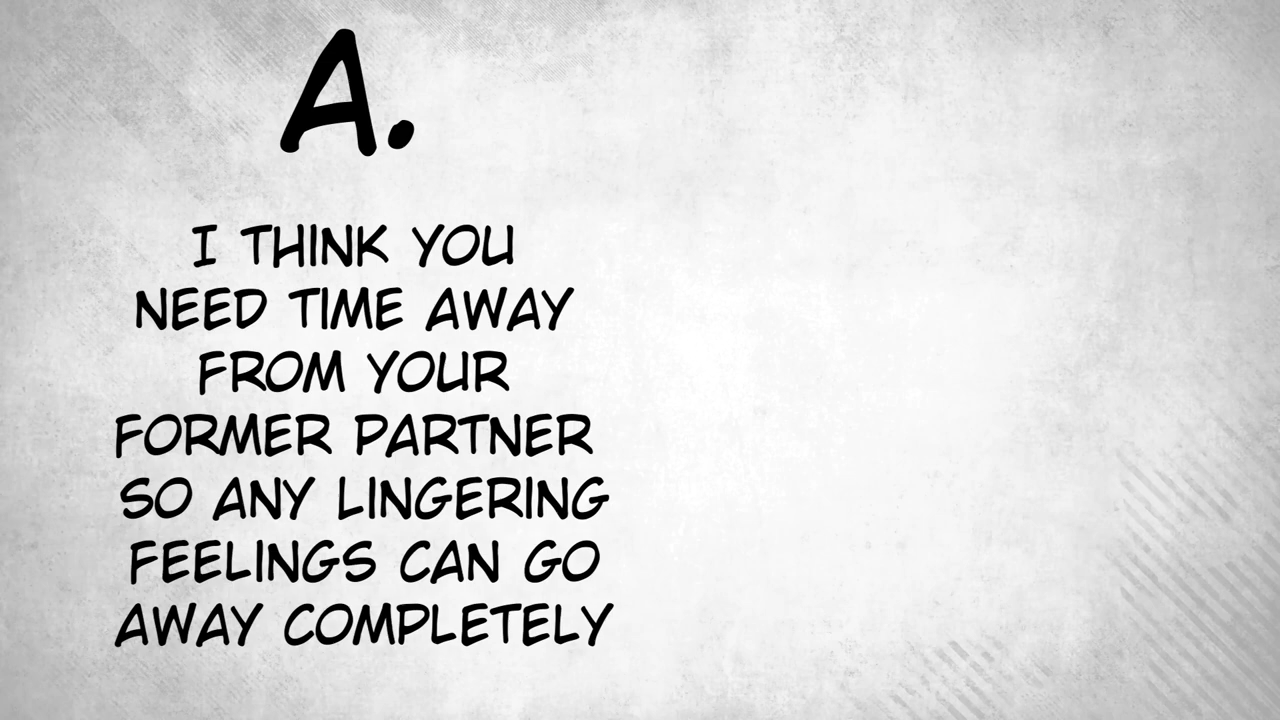 A.
I THINK YOU
NEED TIME AWAY
FROM YOUR
FORMER PARTNER
SO ANY LINGERING
FEELINGS CAN GO
AWAY COMPLETELY